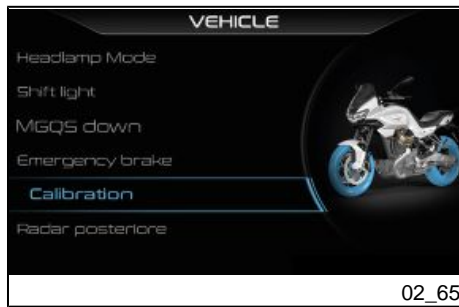 VEHICLE
Headlamp Mode
Shift light
MGQS down
Emergency brake
Calibration
Radar posteriore
02_65